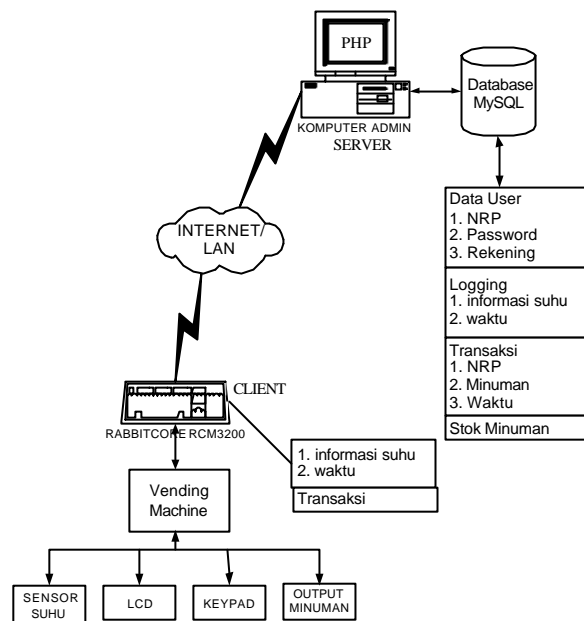 PHP
Database
MySQL
KOMPUTER ADMIN
SERVER
INTERNET/
LAN
Data User
1. NRP
2. Password
3. Rekening
Logging
1. informasi suhu
2. waktu
Transaksi
1. NRP
2. Minuman
3. Waktu
Stok Minuman
CLIENT
RABBITCORE RCM3200
1. informasi suhu
2. waktu
Transaksi
Vending
Machine
SENSOR
SUHU
LCD
KEYPAD
OUTPUT
MINUMAN